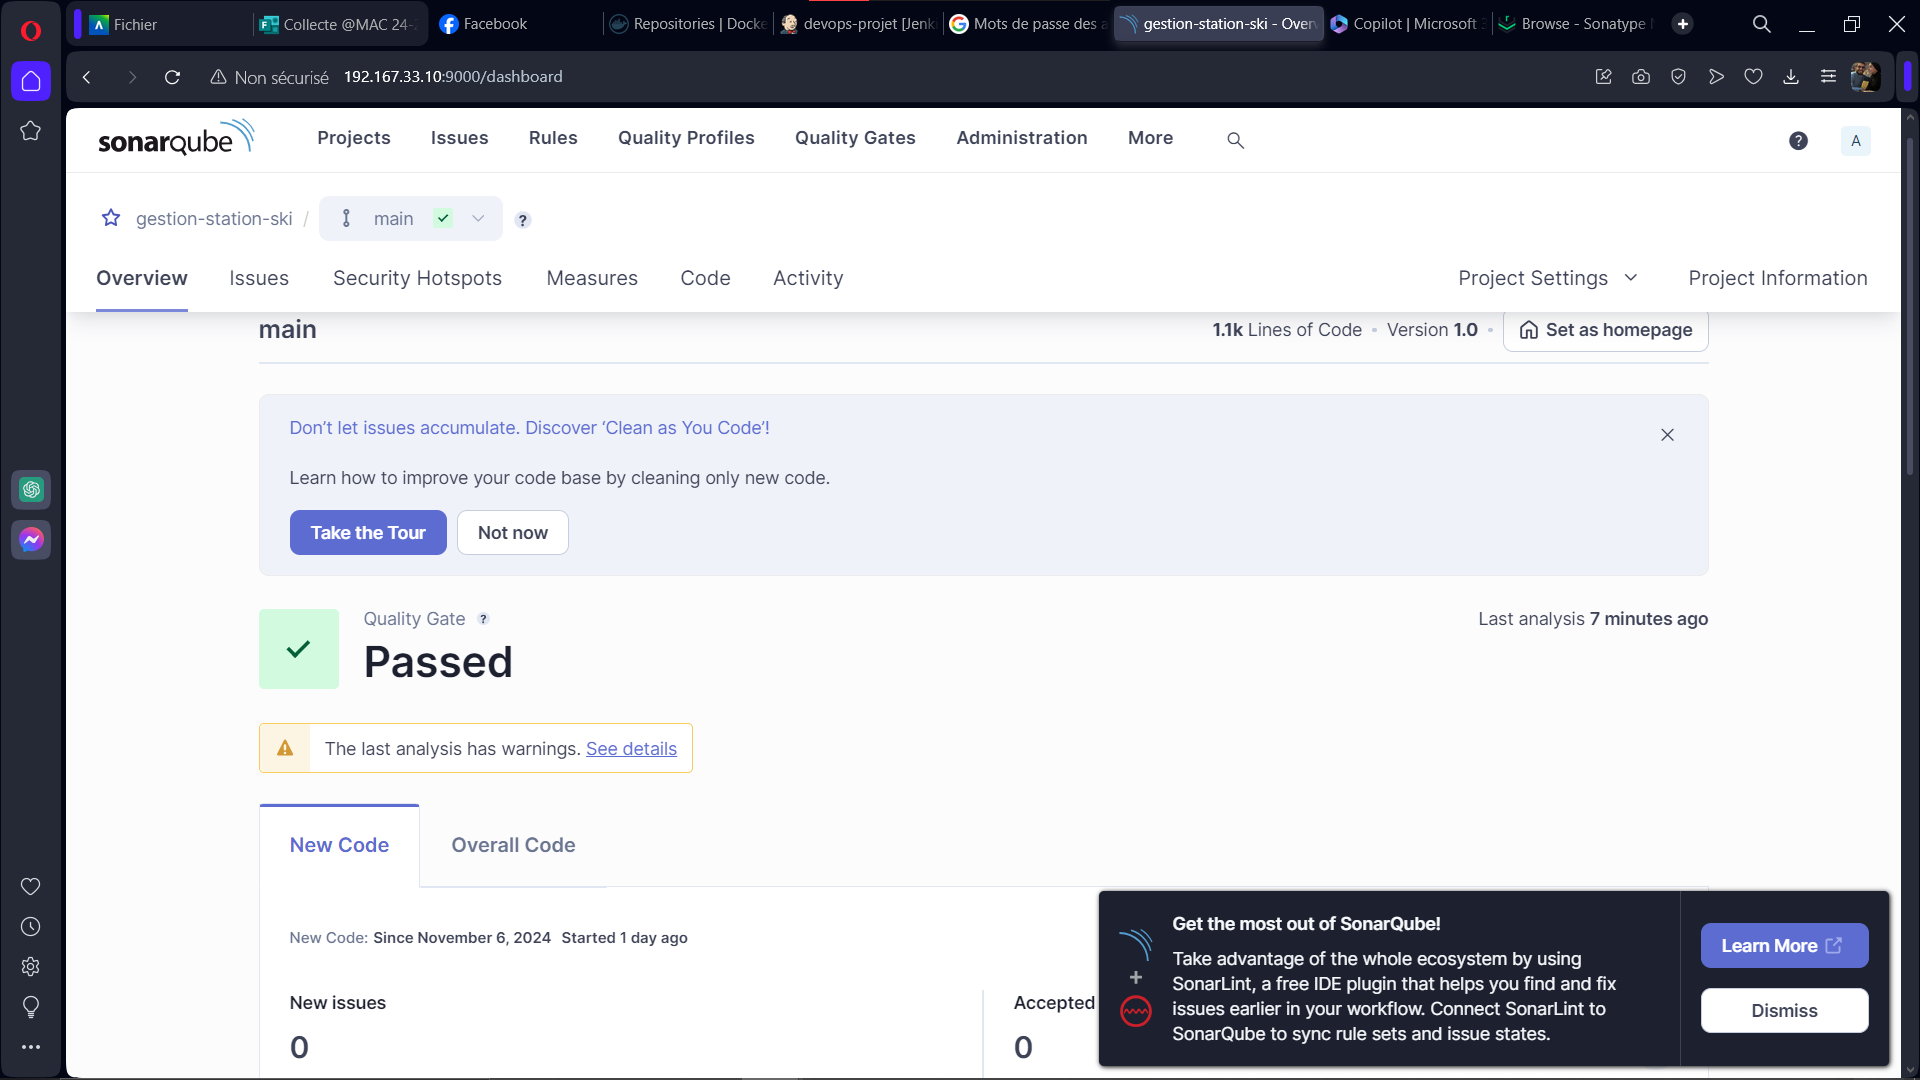 Fichier
Collecte @MAC 24-
Facebook
Repositories | Docke
devops-projet [Jenki
Mots de passe des a
gestion-station-ski - Over
Copilot | Microsoft 3
Browse - Sonatype N
Non sécurisé 192.167.33.10:9000/dashboard
sonarqube
Projects
Issues
Rules
Quality Profiles
Quality Gates
Administration
More
?
A
gestion-station-ski / main
?
Overview
Issues
Security Hotspots
Measures
Code
Activity
Project Settings
Project Information
main
1.1k Lines of Code • Version 1.0 •
Set as homepage
Don’t let issues accumulate. Discover ‘Clean as You Code’!
Learn how to improve your code base by cleaning only new code.
Take the Tour
Not now
Quality Gate ?
Passed
Last analysis 7 minutes ago
The last analysis has warnings. See details
New Code
Overall Code
New Code: Since November 6, 2024 Started 1 day ago
New issues
0
Accepted
0
Get the most out of SonarQube!
Take advantage of the whole ecosystem by using
SonarLint, a free IDE plugin that helps you find and fix
issues earlier in your workflow. Connect SonarLint to
SonarQube to sync rule sets and issue states.
Learn More
Dismiss